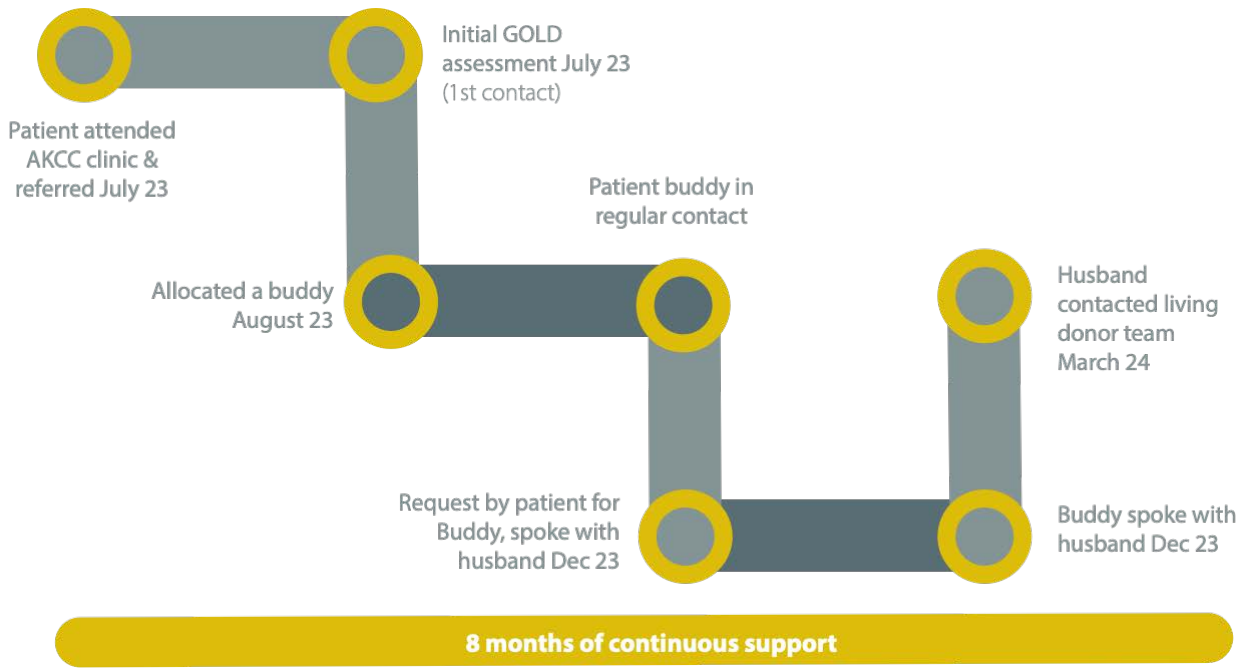 Patient attended
AKCC clinic &
referred July 23
Initial GOLD
assessment July 23
(1st contact)
Allocated a buddy
August 23
Patient buddy in
regular contact
Request by patient for
Buddy, spoke with
husband Dec 23
Buddy spoke with
husband Dec 23
Husband
contacted living
donor team
March 24
8 months of continuous support